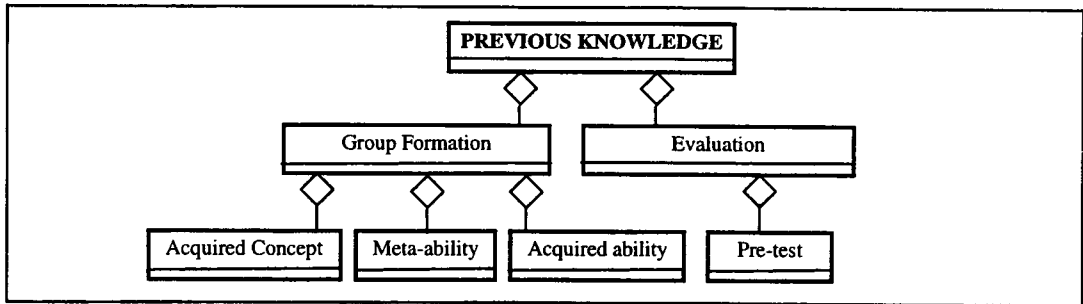 PREVIOUS KNOWLEDGE
Group Formation
Evaluation
Acquired Concept
Meta-ability
Acquired ability
Pre-test